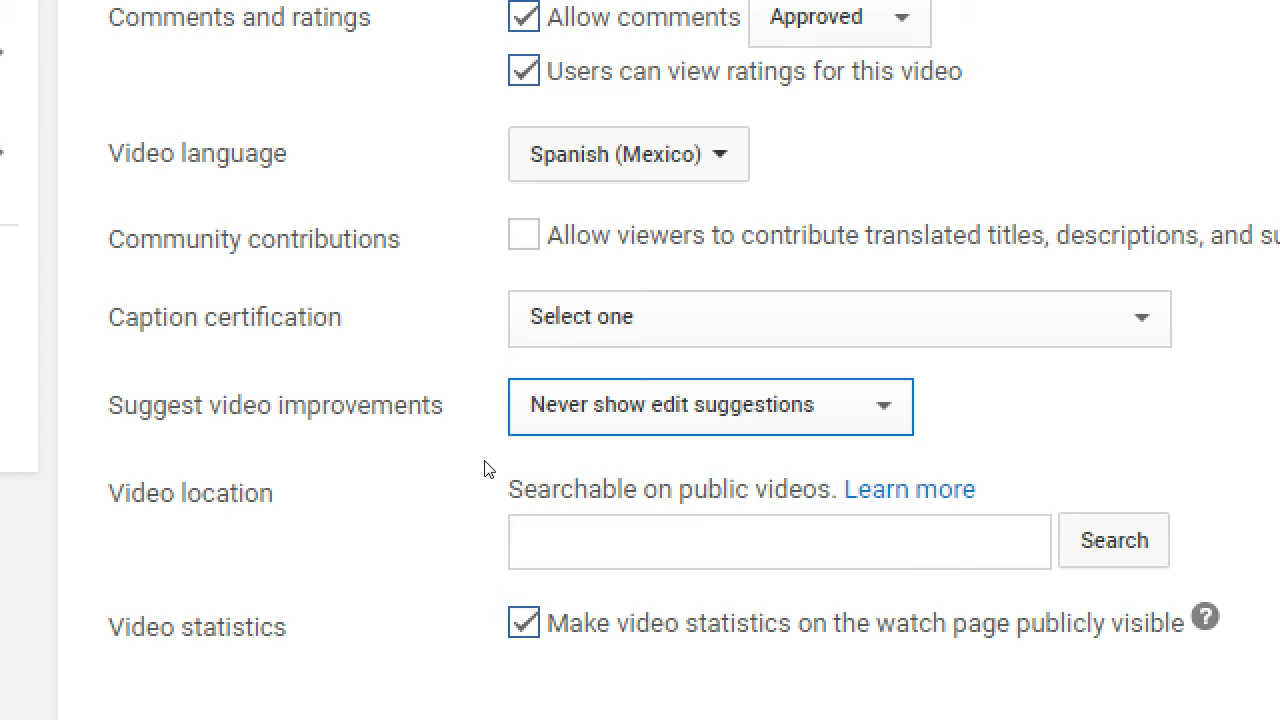 Comments and ratings
Allow comments Approved
Users can view ratings for this video
Video language
Spanish (Mexico)
Community contributions
Allow viewers to contribute translated titles, descriptions, and su
Caption certification
Select one
Suggest video improvements
Never show edit suggestions
Video location
Searchable on public videos. Learn more
Search
Video statistics
Make video statistics on the watch page publicly visible ?